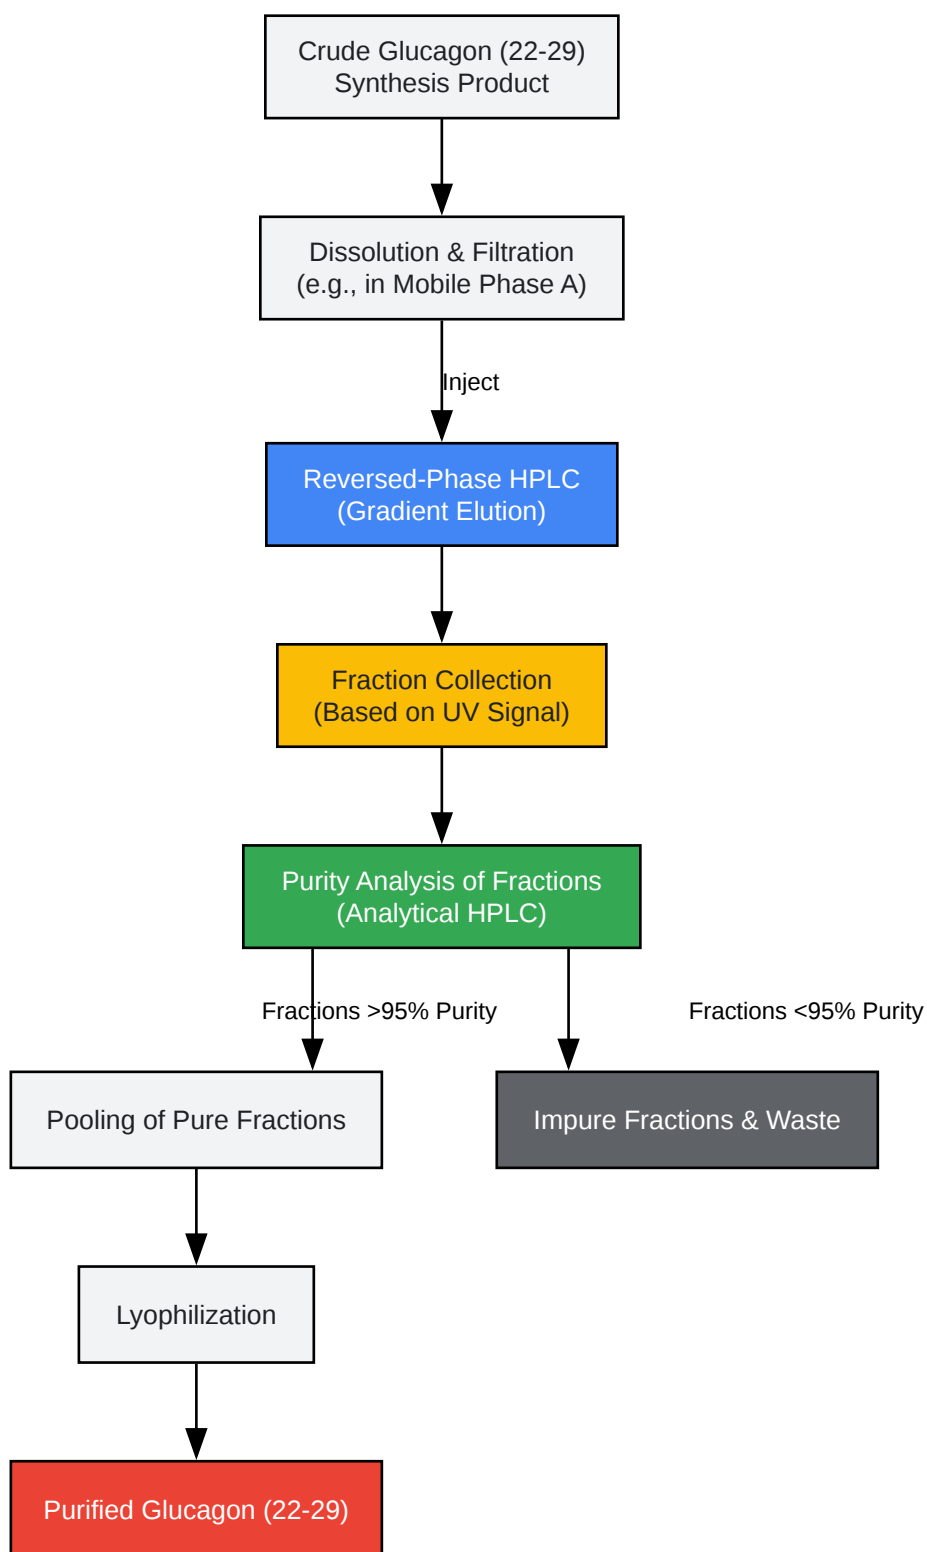 Crude Glucagon (22-29)
Synthesis Product
Dissolution & Filtration
(e.g., in Mobile Phase A)
Inject
Reversed-Phase HPLC
(Gradient Elution)
Fraction Collection
(Based on UV Signal)
Purity Analysis of Fractions
(Analytical HPLC)
Fractions >95% Purity
Fractions <95% Purity
Pooling of Pure Fractions
Impure Fractions & Waste
Lyophilization
Purified Glucagon (22-29)